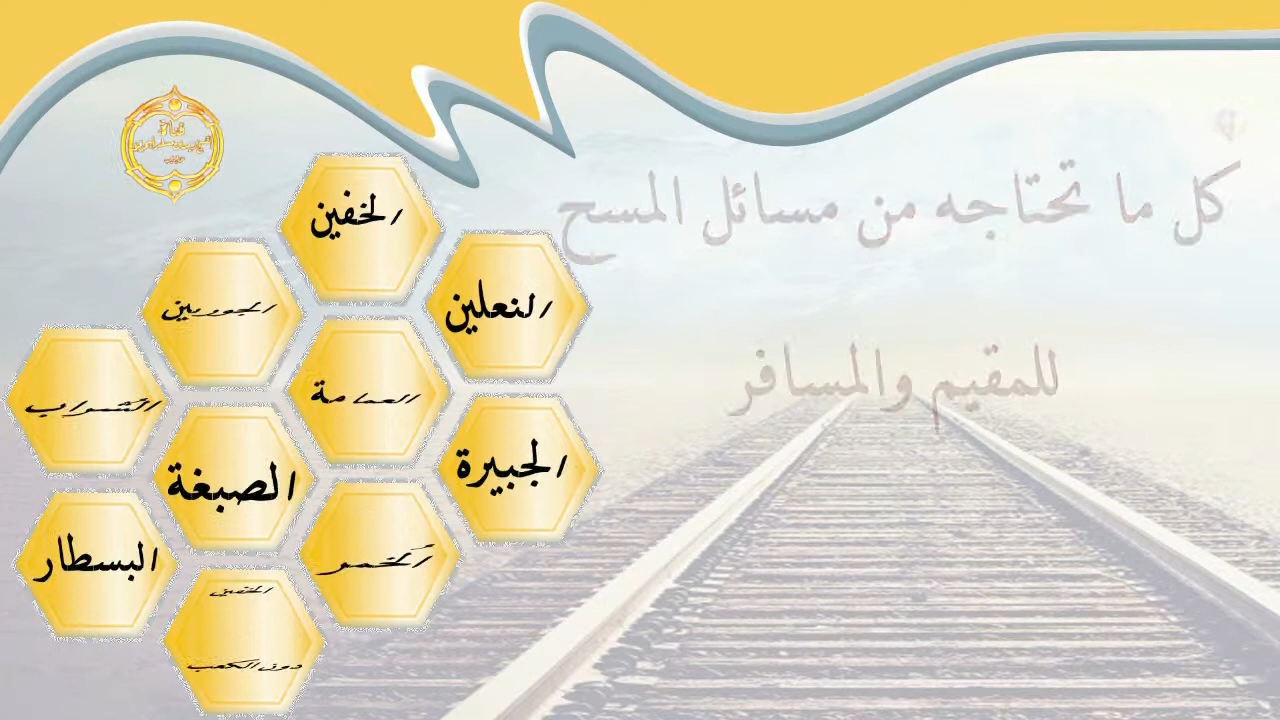 كل ما تحتاجه من مسائل المسح
للمقيم والمسافر
الخفين
النعلين
الجوربين
العمامة
الشراب
الجبيرة
الصبغة
الخمر
البسطار
الخفين
دون الكعب
قناة